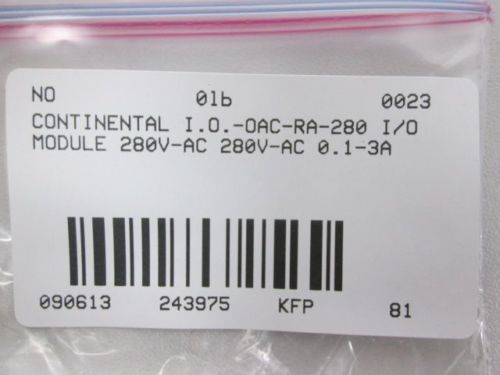 NO 01b 0023
CONTINENTAL I.O.-OAC-RA-280 I/O
MODULE 280V-AC 280V-AC 0.1-3A
090613 243975 KFP 81